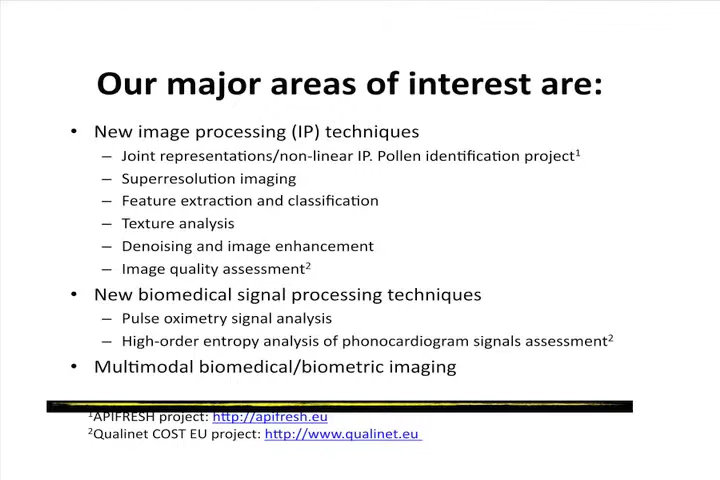 Our major areas of interest are:
• New image processing (IP) techniques
– Joint representations/non-linear IP. Pollen identification project¹
– Superresolution imaging
– Feature extraction and classification
– Texture analysis
– Denoising and image enhancement
– Image quality assessment²
• New biomedical signal processing techniques
– Pulse oximetry signal analysis
– High-order entropy analysis of phonocardiogram signals assessment²
• Multimodal biomedical/biometric imaging
¹APIFRESH project: http://apifresh.eu
²Qualinet COST EU project: http://www.qualinet.eu